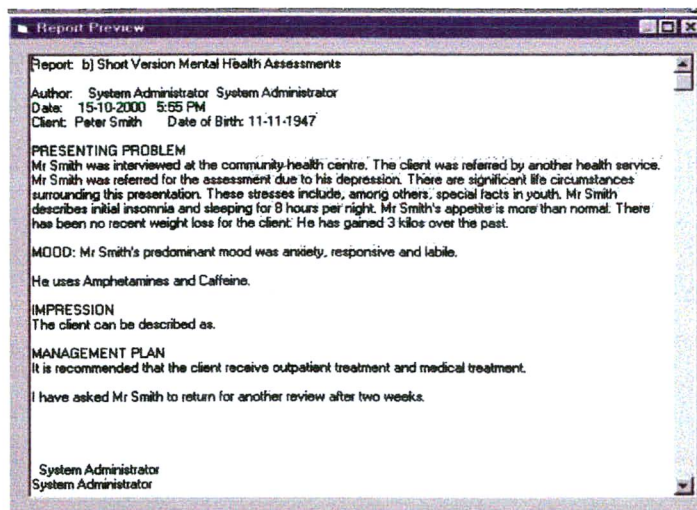 Report Preview
Report: b) Short Version Mental Health Assessments
Author: System Administrator System Administrator
Date: 15-10-2000 5:55 PM
Client: Peter Smith Date of Birth: 11-11-1947
PRESENTING PROBLEM
Mr Smith was interviewed at the community health centre. The client was referred by another health service.
Mr Smith was referred for the assessment due to his depression. There are significant life circumstances
surrounding this presentation. These stresses include, among others, special facts in youth. Mr Smith
describes initial insomnia and sleeping for 8 hours per night. Mr Smith's appetite is more than normal. There
has been no recent weight loss for the client. He has gained 3 kilos over the past.
MOOD: Mr Smith's predominant mood was anxiety, responsive and labile.
He uses Amphetamines and Caffeine.
IMPRESSION
The client can be described as.
MANAGEMENT PLAN
It is recommended that the client receive outpatient treatment and medical treatment.
I have asked Mr Smith to return for another review after two weeks.
System Administrator
System Administrator